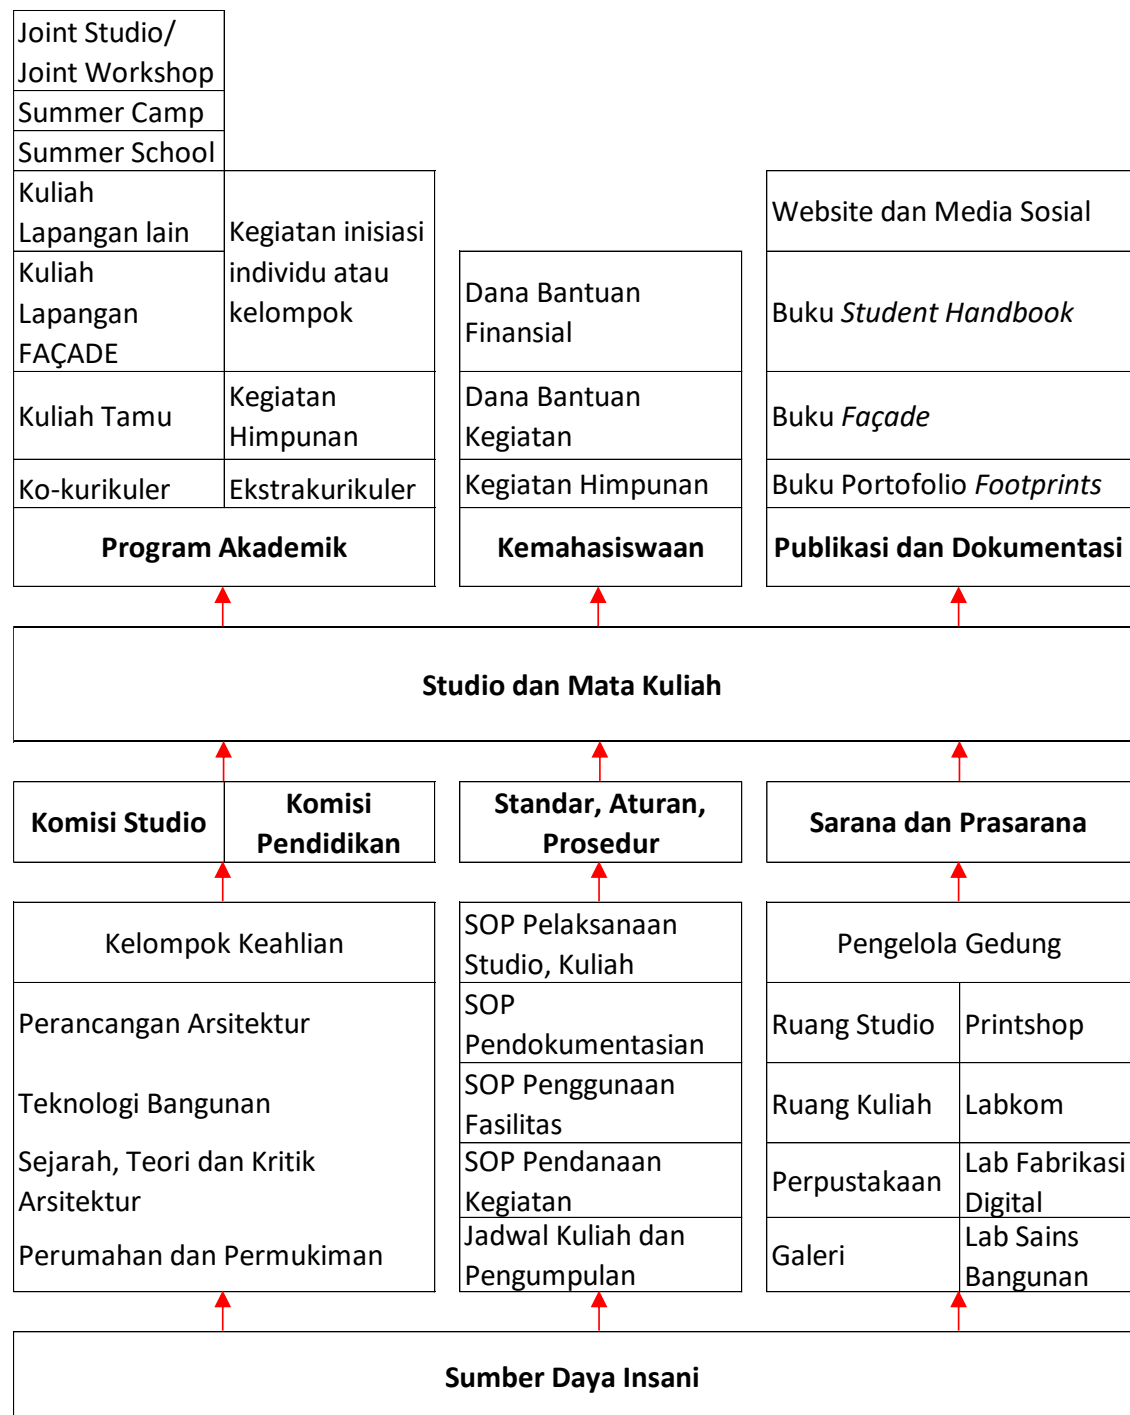 Joint Studio/
Joint Workshop
Summer Camp
Summer School
Kuliah
Lapangan lain
Kuliah
Lapangan
FAÇADE
Kuliah Tamu
Ko-kurikuler
Kegiatan inisiasi
individu atau
kelompok
Kegiatan
Himpunan
Ekstrakurikuler
Program Akademik
Dana Bantuan
Finansial
Dana Bantuan
Kegiatan
Kegiatan Himpunan
Kemahasiswaan
Website dan Media Sosial
Buku Student Handbook
Buku Façade
Buku Portofolio Footprints
Publikasi dan Dokumentasi
Studio dan Mata Kuliah
Komisi Studio
Komisi
Pendidikan
Standar, Aturan,
Prosedur
Sarana dan Prasarana
Kelompok Keahlian
Perancangan Arsitektur
Teknologi Bangunan
Sejarah, Teori dan Kritik
Arsitektur
Perumahan dan Permukiman
SOP Pelaksanaan
Studio, Kuliah
SOP
Pendokumentasian
SOP Penggunaan
Fasilitas
SOP Pendanaan
Kegiatan
Jadwal Kuliah dan
Pengumpulan
Pengelola Gedung
Ruang Studio
Printshop
Ruang Kuliah
Labkom
Perpustakaan
Lab Fabrikasi
Digital
Galeri
Lab Sains
Bangunan
Sumber Daya Insani